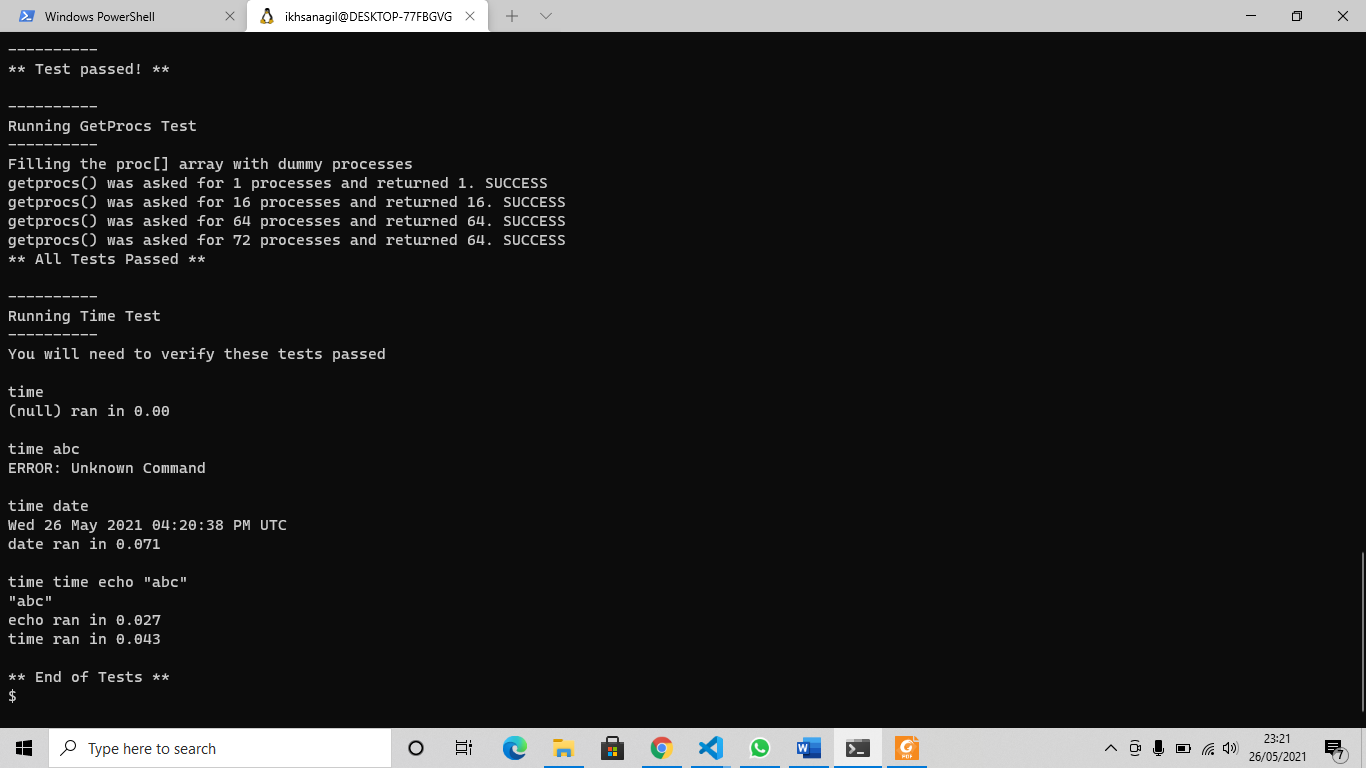 Windows PowerShell
ikhsanagil@DESKTOP-77FBGVG
----------
** Test passed! **
----------
Running GetProcs Test
----------
Filling the proc[] array with dummy processes
getprocs() was asked for 1 processes and returned 1. SUCCESS
getprocs() was asked for 16 processes and returned 16. SUCCESS
getprocs() was asked for 64 processes and returned 64. SUCCESS
getprocs() was asked for 72 processes and returned 64. SUCCESS
** All Tests Passed **
----------
Running Time Test
----------
You will need to verify these tests passed
time
(null) ran in 0.00
time abc
ERROR: Unknown Command
time date
Wed 26 May 2021 04:20:38 PM UTC
date ran in 0.071
time time echo "abc"
"abc"
echo ran in 0.027
time ran in 0.043
** End of Tests **
$
Type here to search
W
PDF
23:21
26/05/2021
7